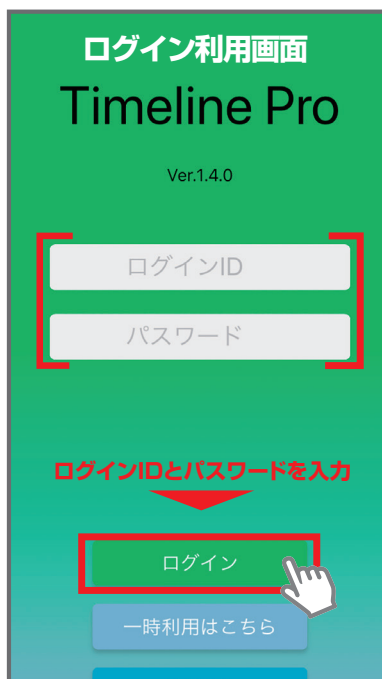 ログイン利用画面
Timeline Pro
Ver.1.4.0
ログインID
パスワード
ログインIDとパスワードを入力
ログイン
一時利用はこちら